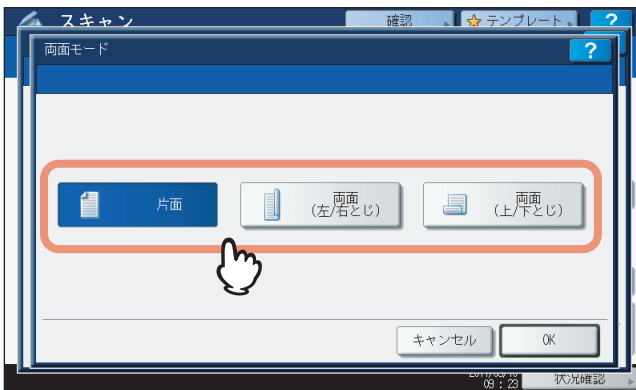 スキャン
確認
テンプレート
?
両面モード
?
片面
両面
(左/右とじ)
両面
(上/下とじ)
キャンセル
OK
09:23
状況確認